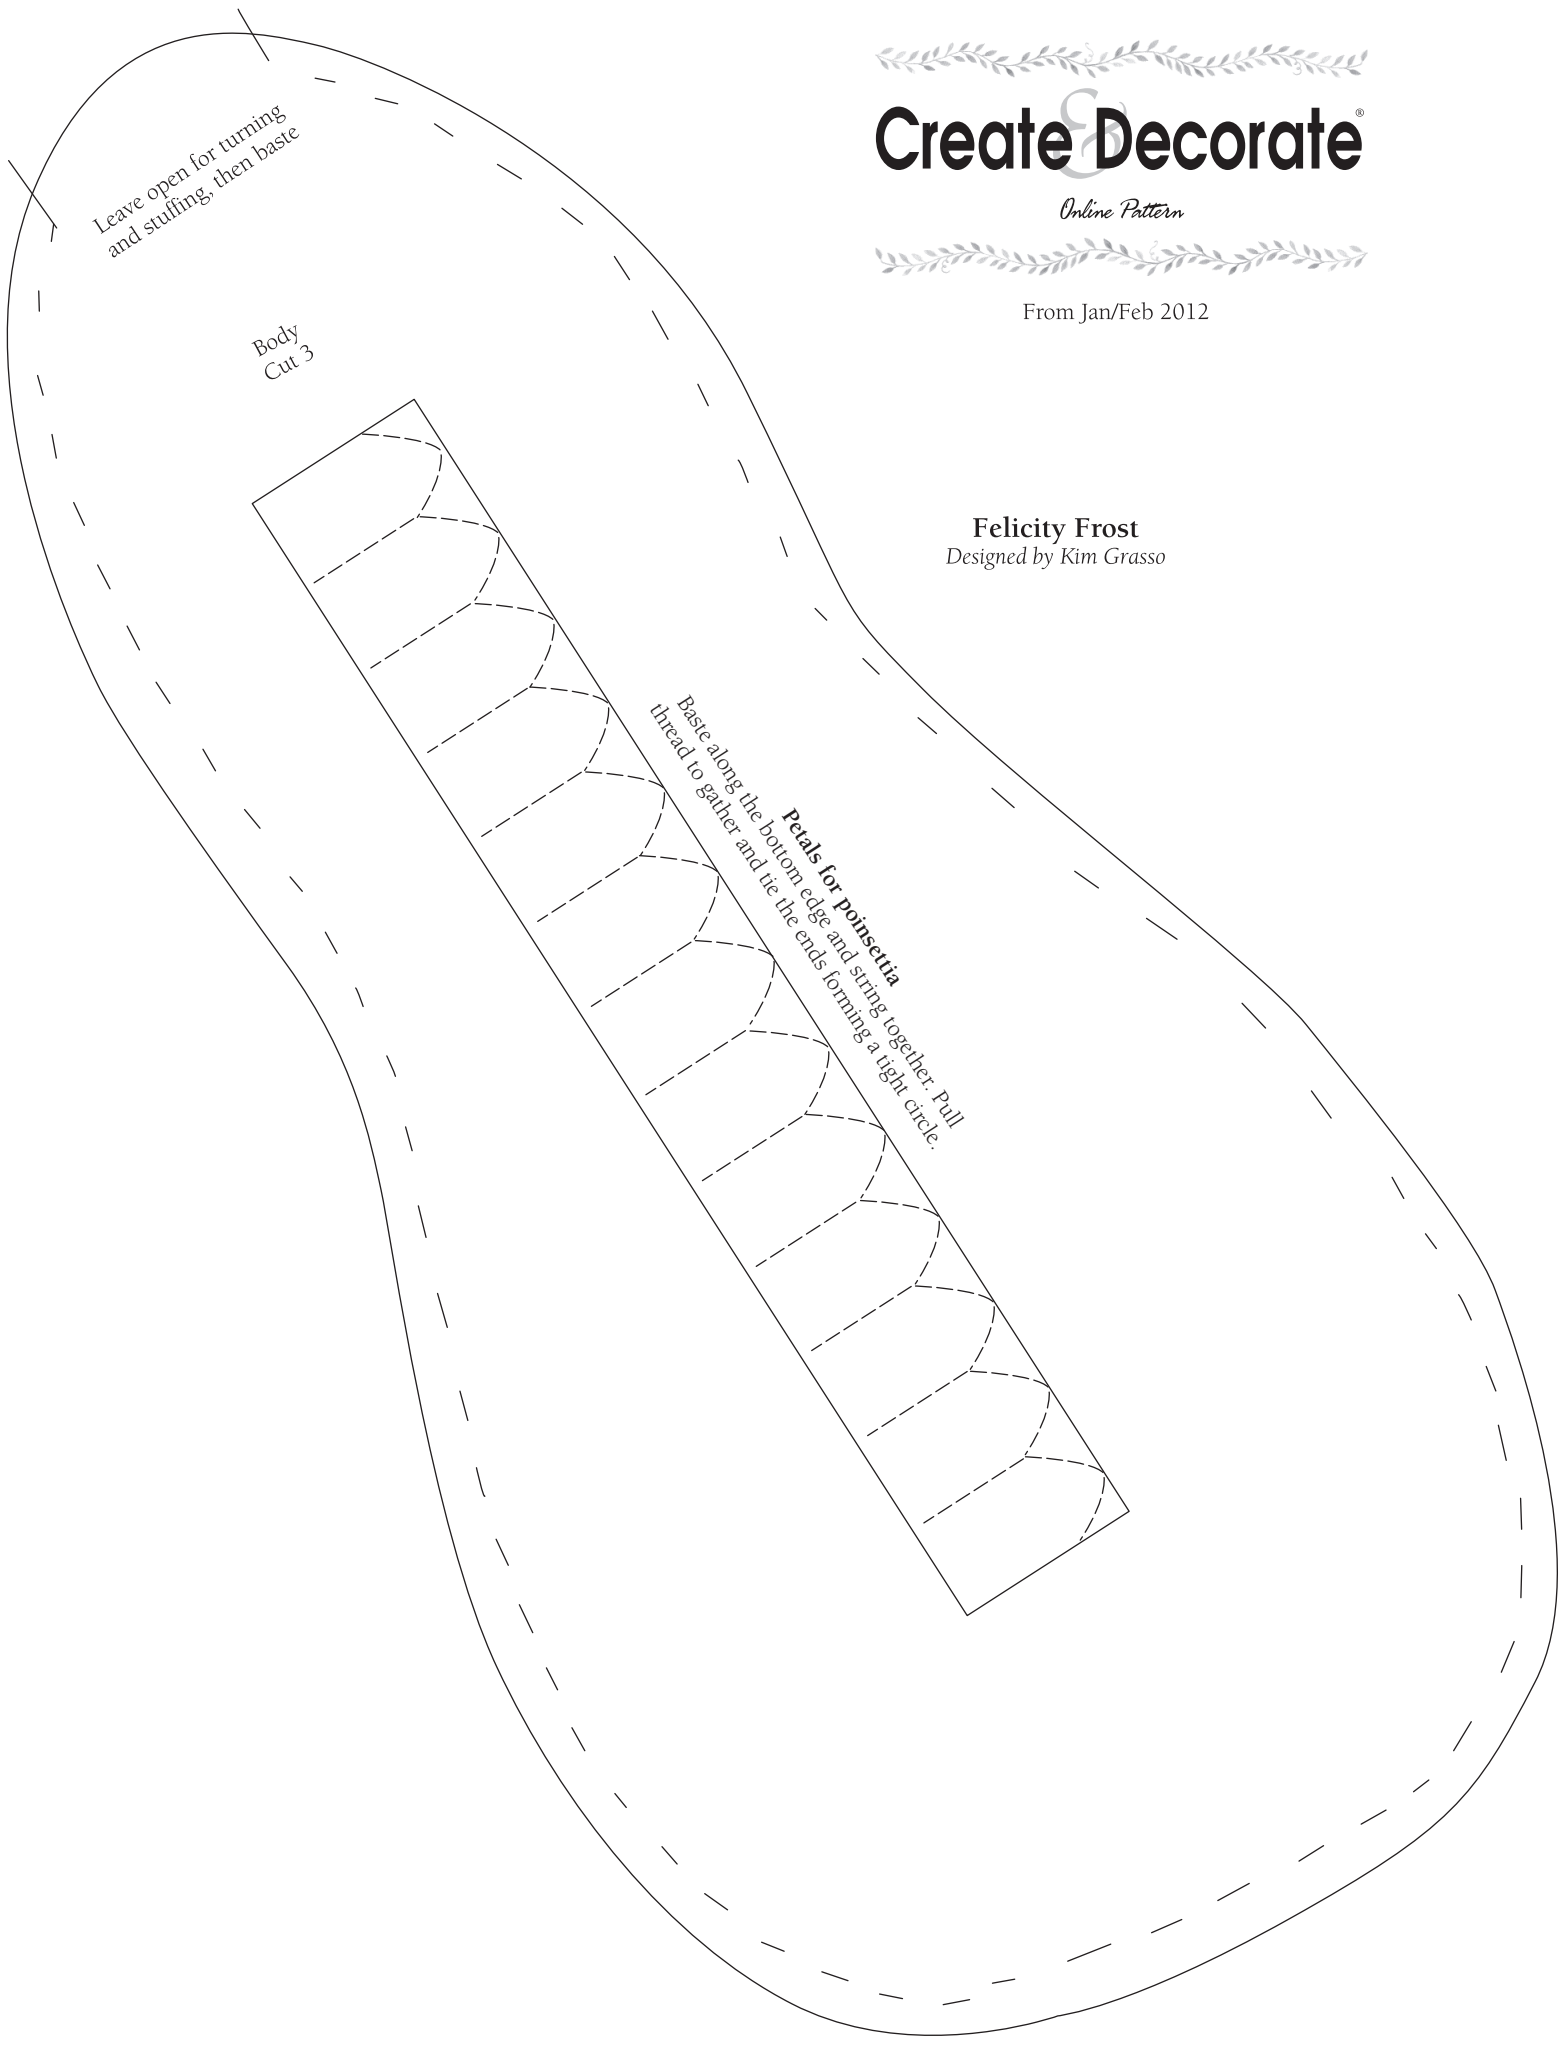 Create & Decorate®
Online Pattern
From Jan/Feb 2012
Leave open for turning
and stuffing, then baste
Body
Cut 3
Felicity Frost
Designed by Kim Grasso
Petals for poinsettia
Baste along the bottom edge and string together. Pull
thread to gather and tie the ends forming a tight circle.